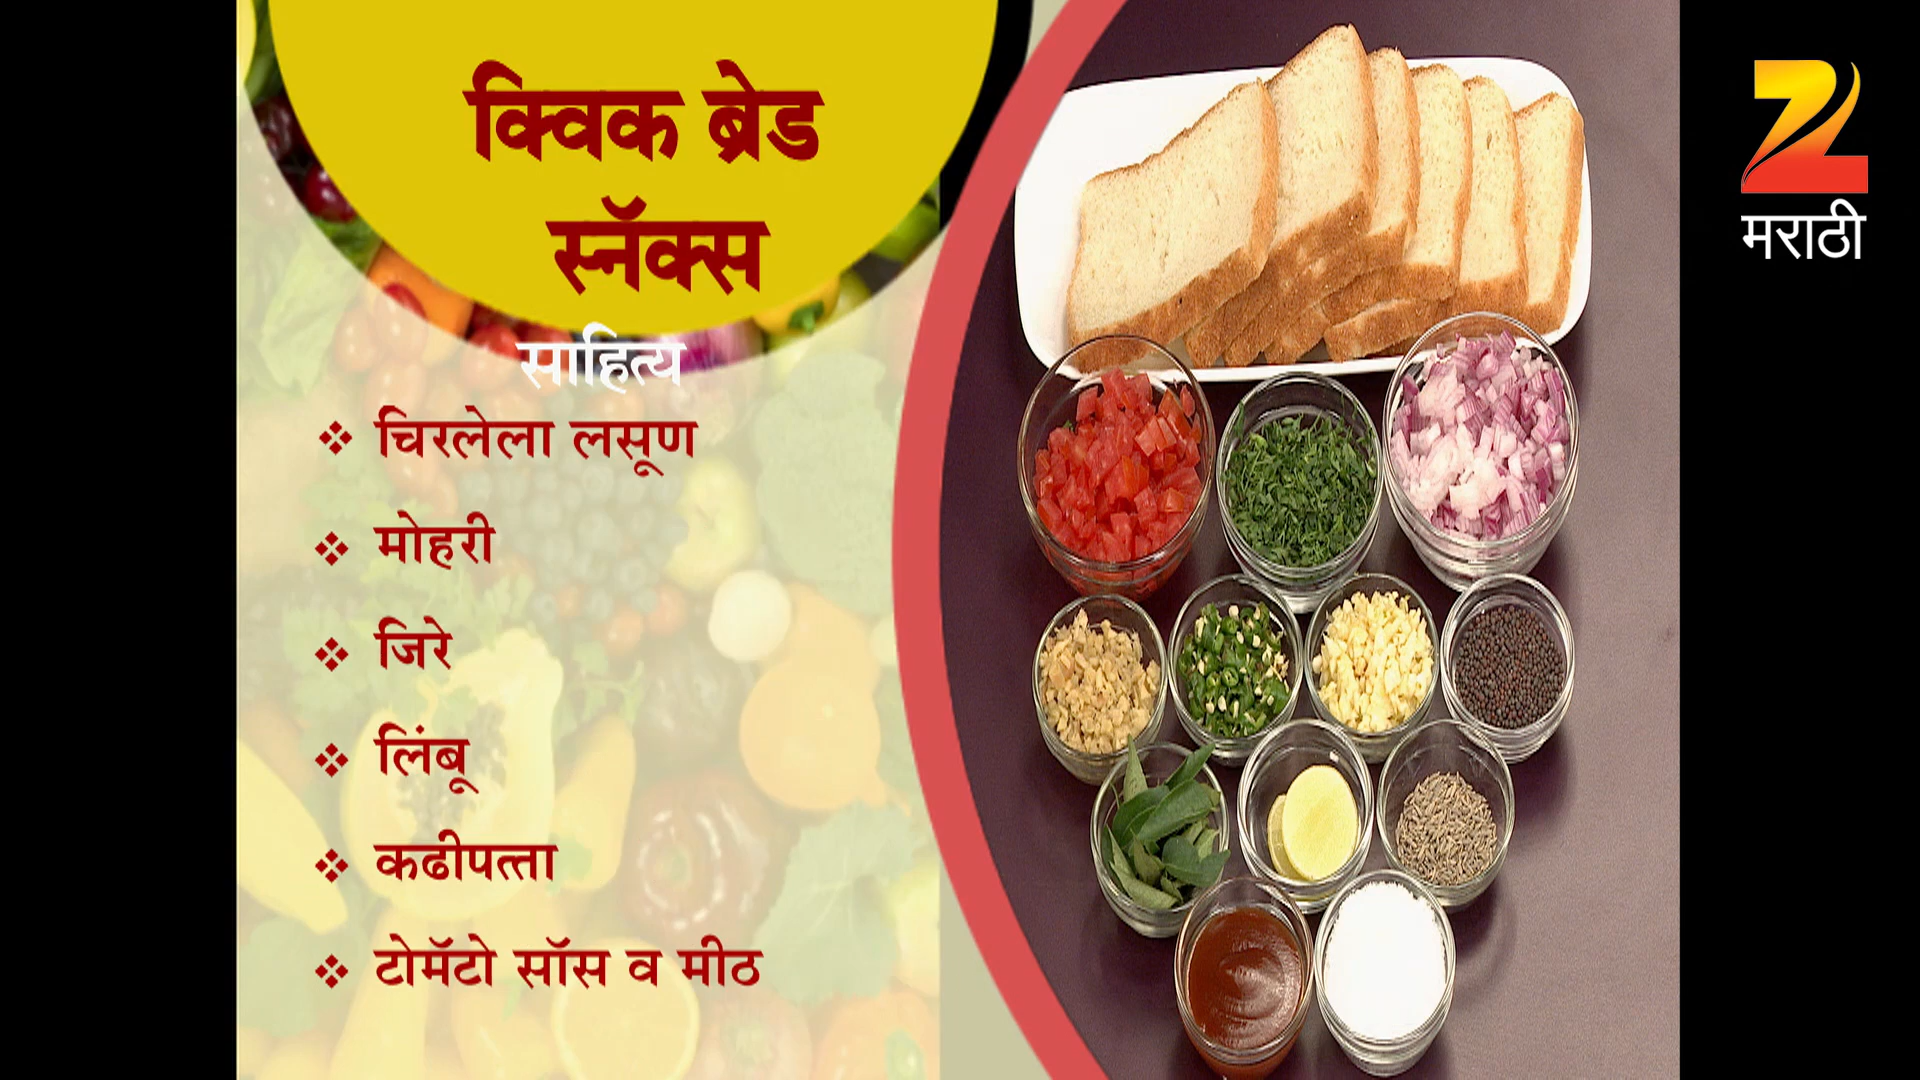 क्विक ब्रेड
स्नॅक्स
साहित्य
❖ चिरलेला लसूण
❖ मोहरी
❖ जिरे
❖ लिंबू
❖ कढीपत्ता
❖ टोमॅटो सॉस व मीठ
Z
मराठी